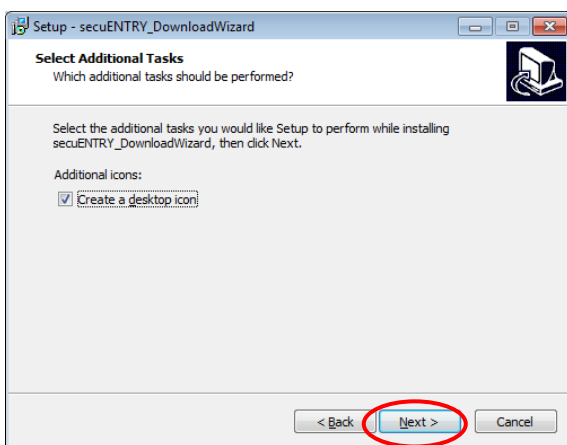 Setup - secuENTRY_DownloadWizard
Select Additional Tasks
Which additional tasks should be performed?
Select the additional tasks you would like Setup to perform while installing
secuENTRY_DownloadWizard, then click Next.
Additional icons:
Create a desktop icon
< Back Next > Cancel